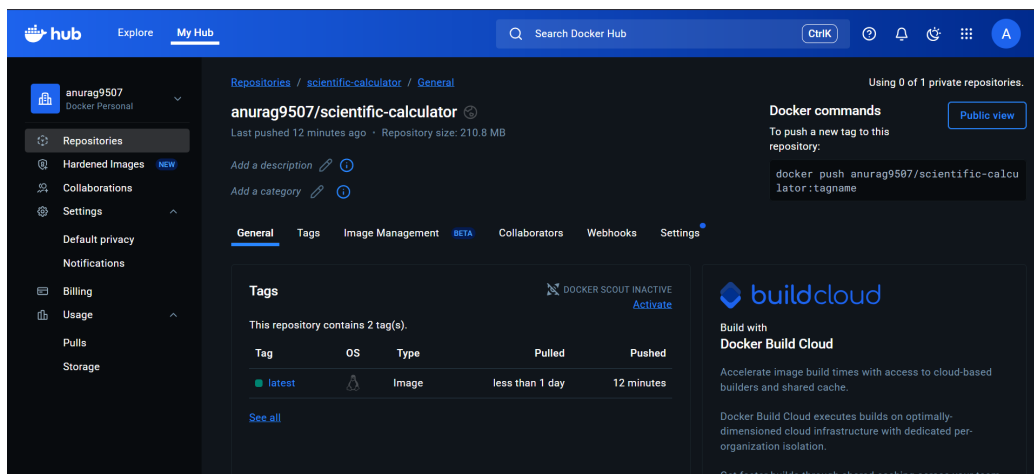 hub
Explore
My Hub
Search Docker Hub
CtrlK
A
anurag9507
Docker Personal
Repositories
Hardened Images NEW
Collaborations
Settings
Default privacy
Notifications
Billing
Usage
Pulls
Storage
Repositories / scientific-calculator / General
Using 0 of 1 private repositories.
anurag9507/scientific-calculator
Last pushed 12 minutes ago · Repository size: 210.8 MB
Add a description
Add a category
Docker commands
Public view
To push a new tag to this
repository:
docker push anurag9507/scientific-calcu
lator:tagname
General Tags Image Management BETA Collaborators Webhooks Settings
Tags
DOCKER SCOUT INACTIVE
Activate
This repository contains 2 tag(s).
Tag OS Type Pulled Pushed
latest Image less than 1 day 12 minutes
See all
buildcloud
Build with
Docker Build Cloud
Accelerate image build times with access to cloud-based
builders and shared cache.
Docker Build Cloud executes builds on optimally-
dimensioned cloud infrastructure with dedicated per-
organization isolation.